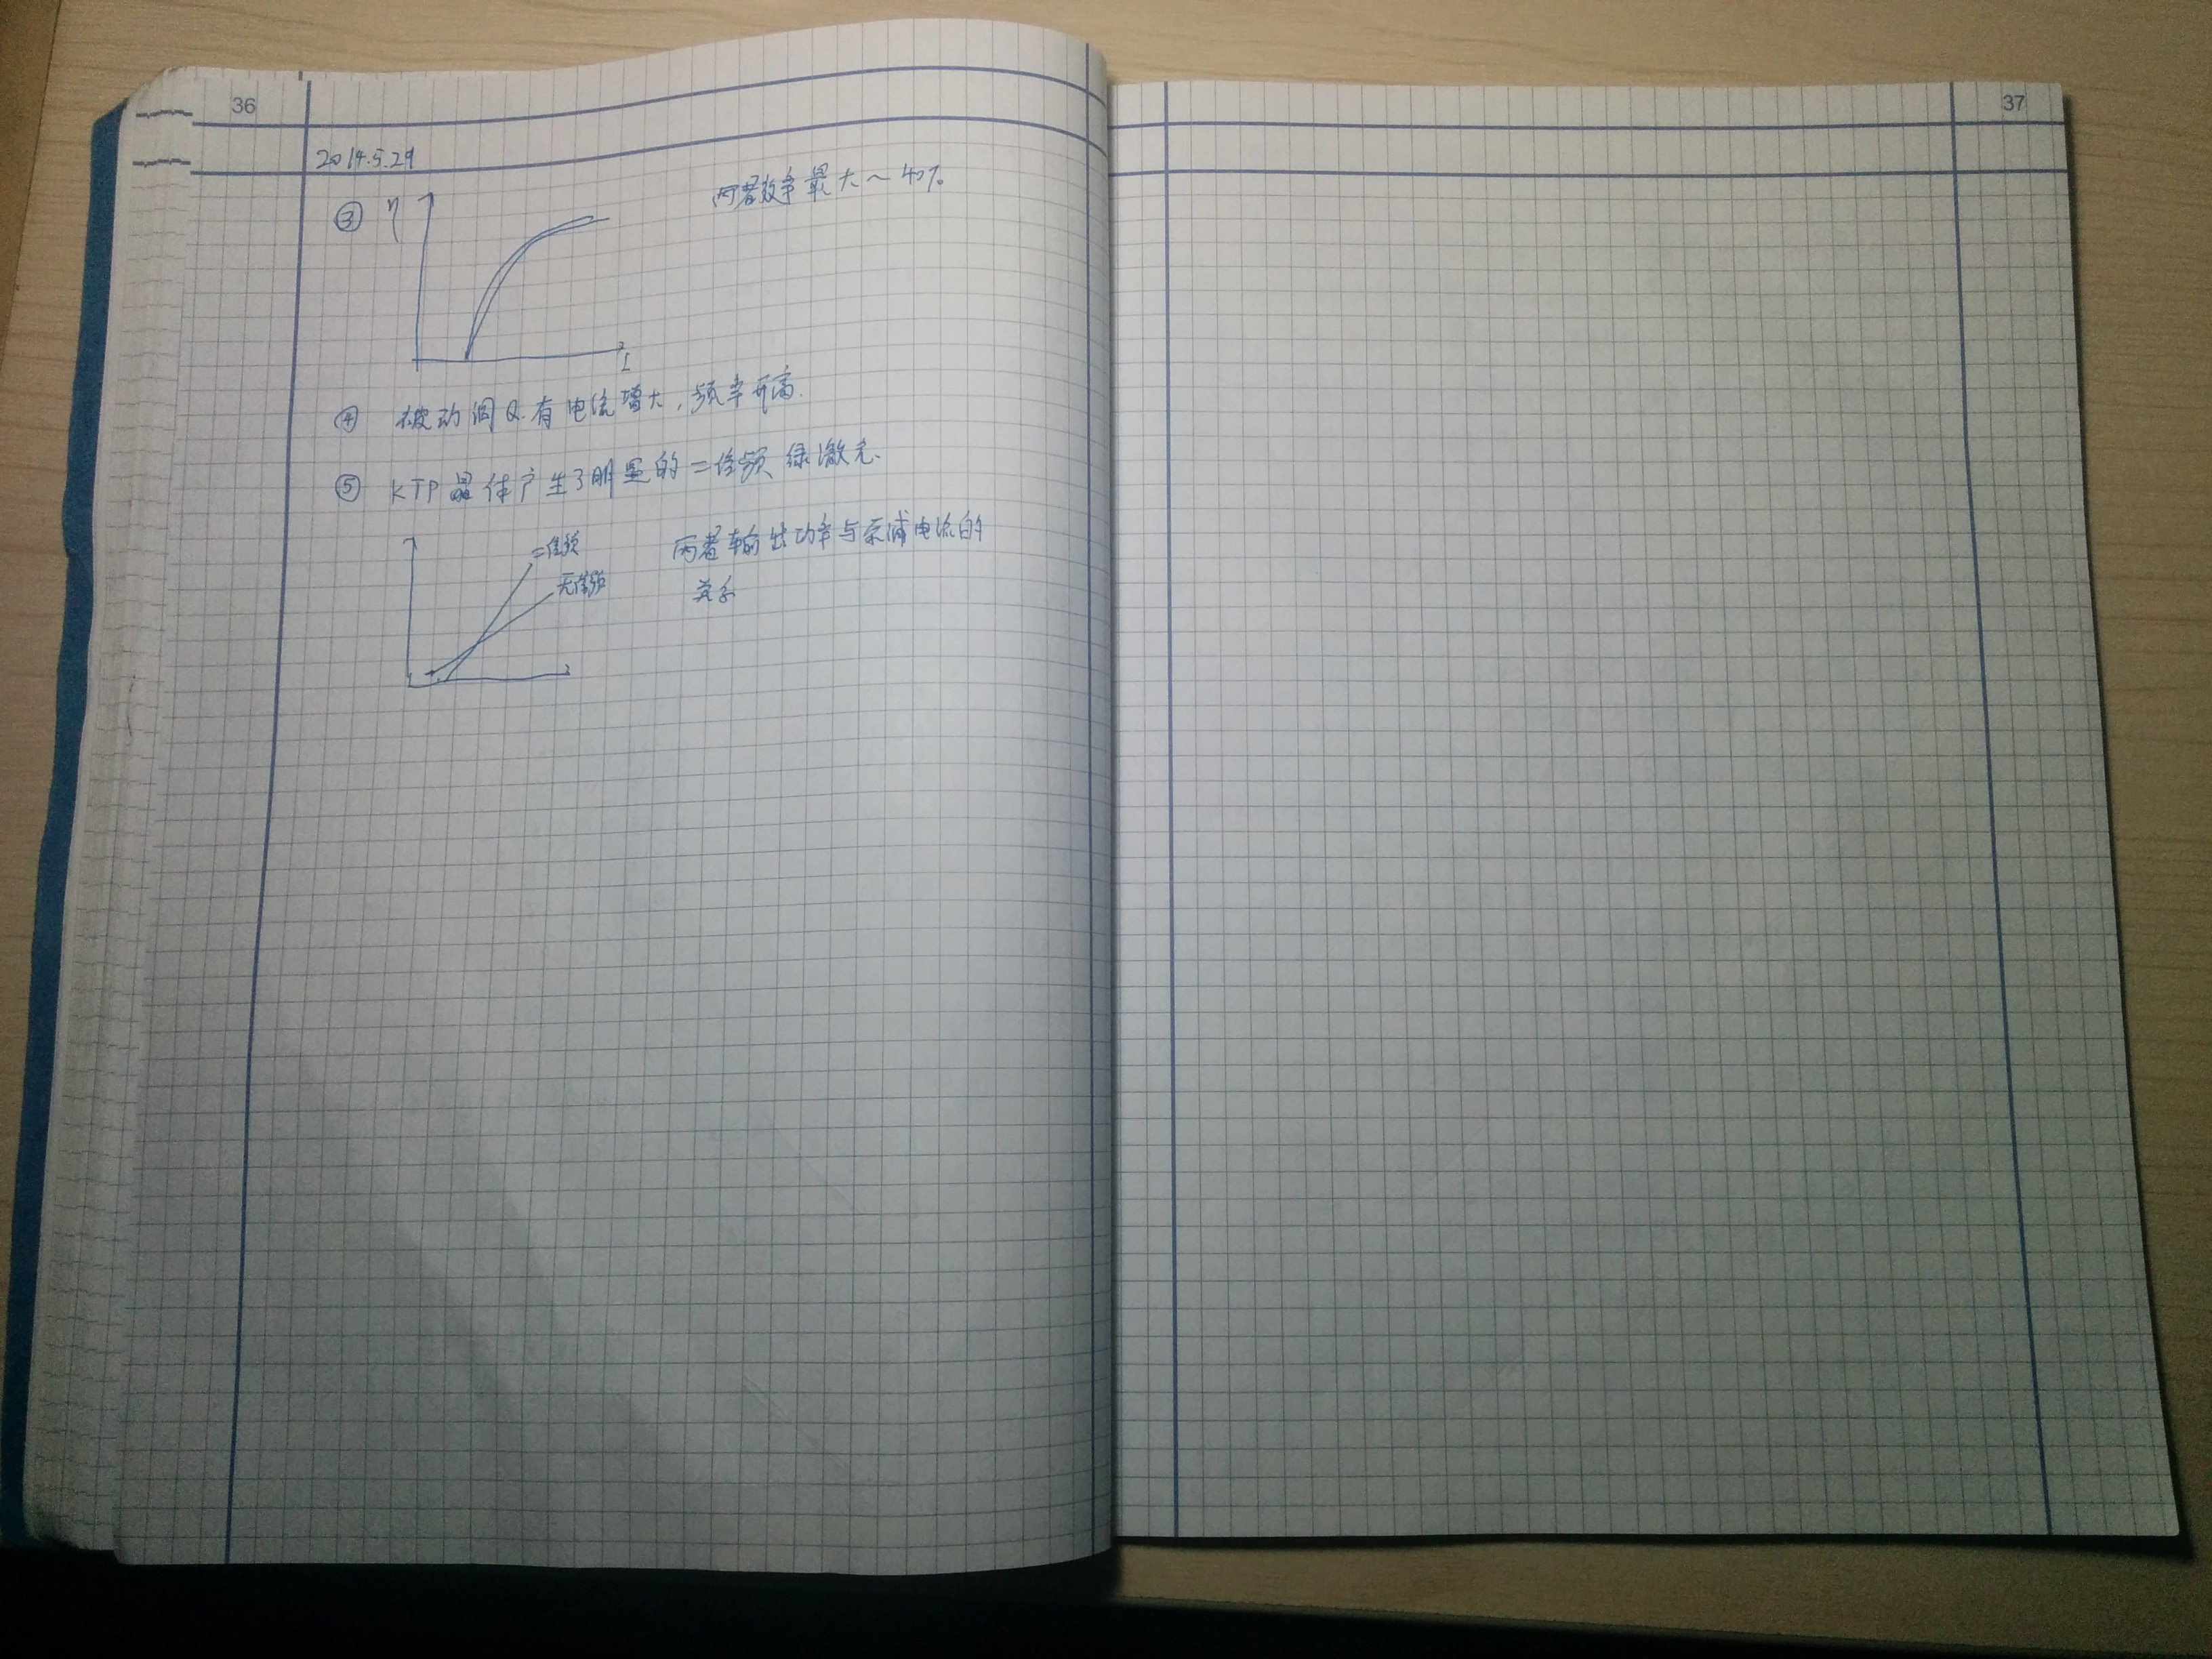 36
37
2014.5.29
③ η
两者效率最大~40%
I
④ 被动调Q.有电流增大,频率升高.
⑤ KTP晶体产生了明显的二倍频绿激光.
二倍频
无倍频
两者输出功率与泵浦电流的
关系